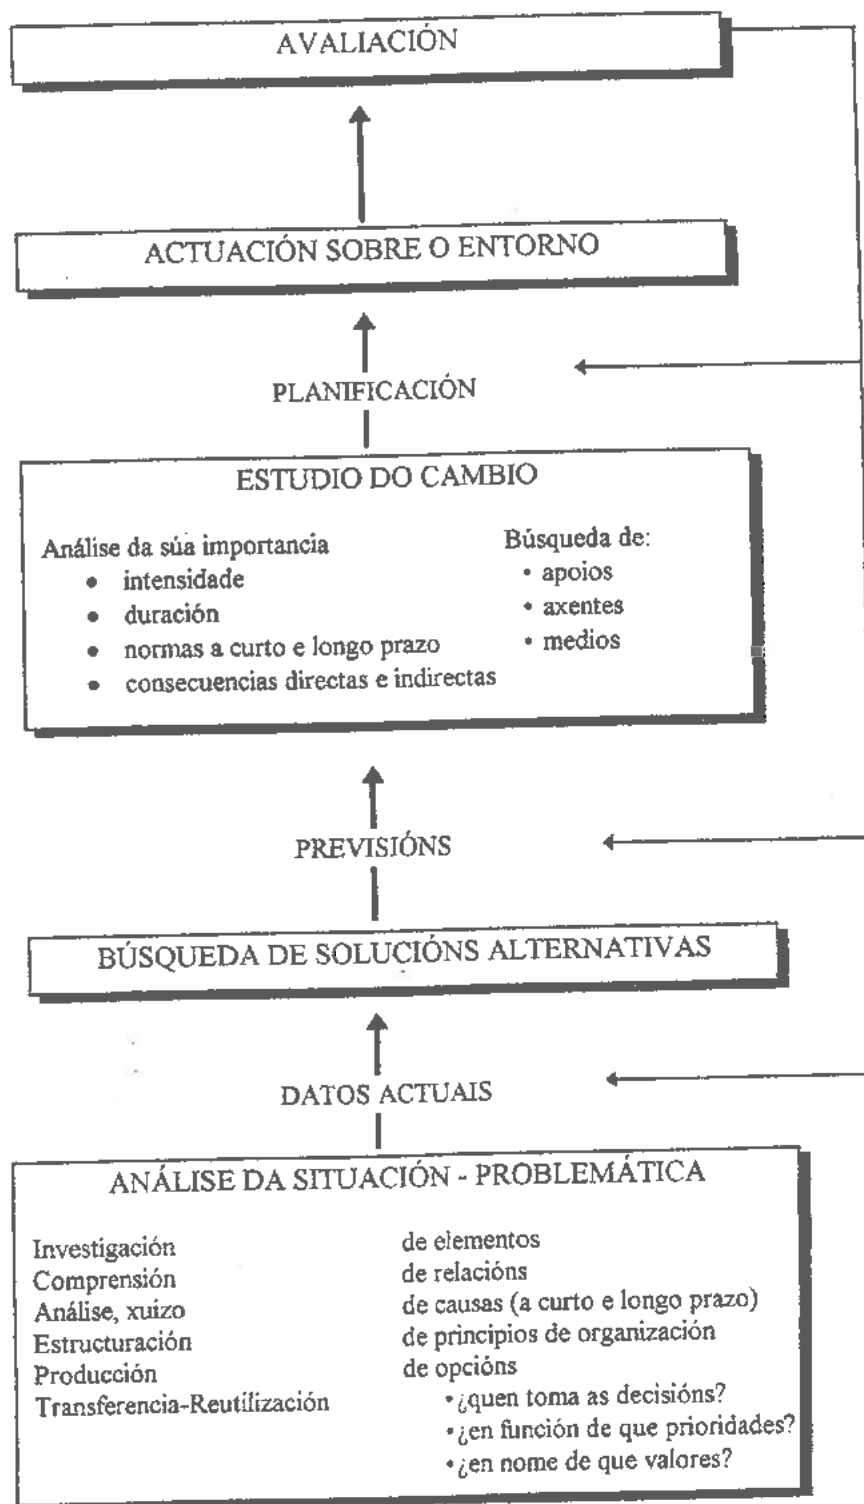 AVALIACIÓN
ACTUACIÓN SOBRE O ENTORNO
PLANIFICACIÓN
ESTUDIO DO CAMBIO
Análise da súa importancia
• intensidade
• duración
• normas a curto e longo prazo
• consecuencias directas e indirectas
Búsqueda de:
• apoios
• axentes
• medios
PREVISIÓNS
BÚSQUEDA DE SOLUCIÓNS ALTERNATIVAS
DATOS ACTUAIS
ANÁLISE DA SITUACIÓN - PROBLEMÁTICA
Investigación
Comprensión
Análise, xuizo
Estructuración
Producción
Transferencia-Reutilización
de elementos
de relacións
de causas (a curto e longo prazo)
de principios de organización
de opcións
•¿quen toma as decisións?
•¿en función de que prioridades?
•¿en nome de que valores?